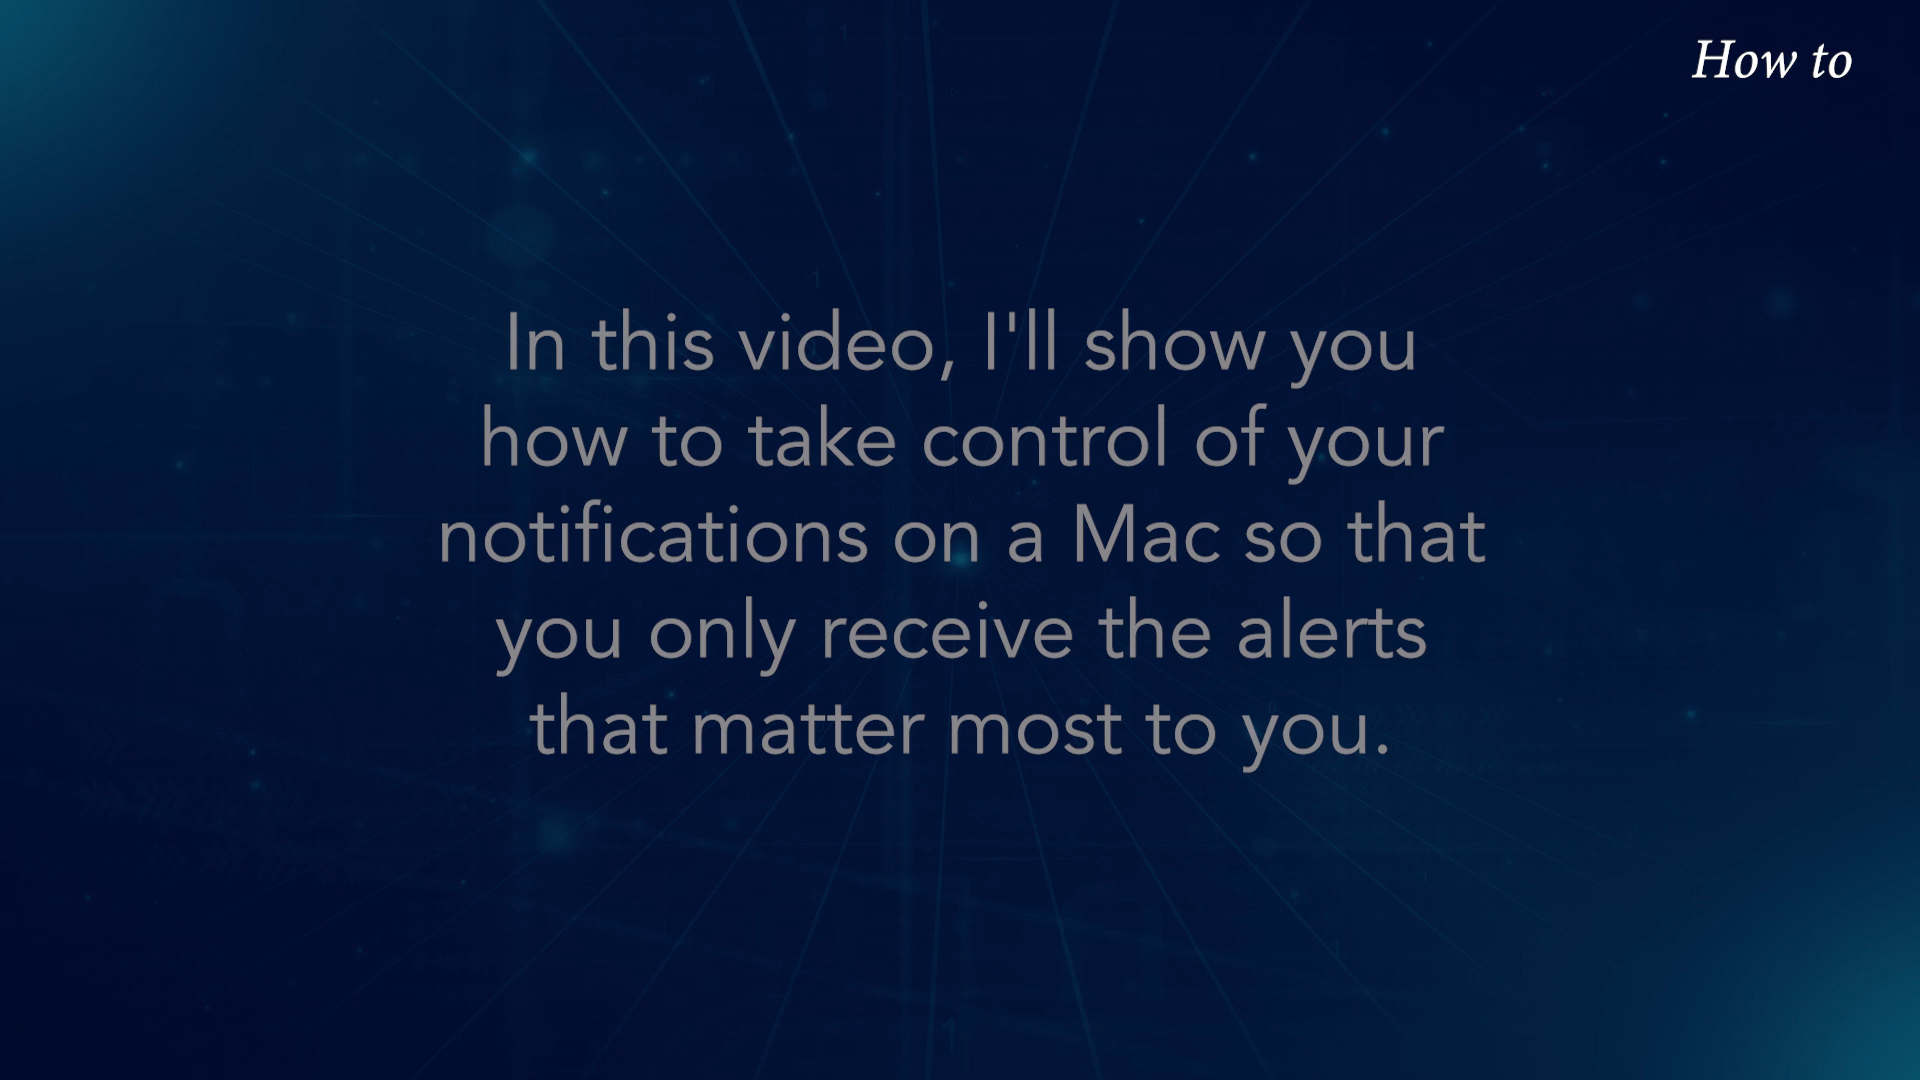 How to
In this video, I'll show you
how to take control of your
notifications on a Mac so that
you only receive the alerts
that matter most to you.